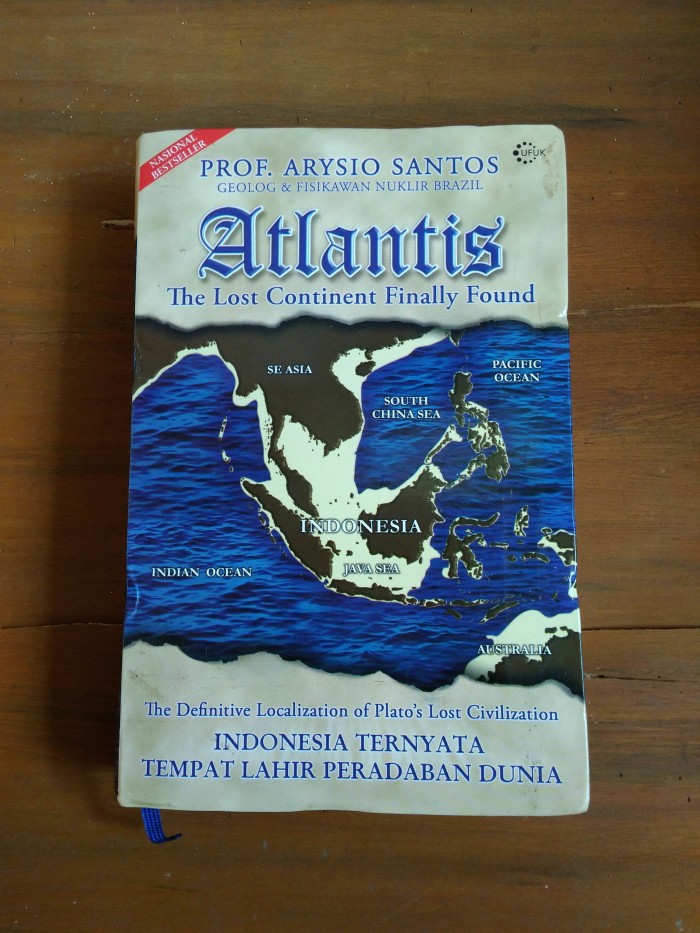 NASIONAL
BESTSELLER
UFUK
PROF. ARYSIO SANTOS
GEOLOG & FISIKAWAN NUKLIR BRAZIL
Atlantis
The Lost Continent Finally Found
SE ASIA
PACIFIC
OCEAN
SOUTH
CHINA SEA
INDONESIA
JAVA SEA
INDIAN OCEAN
AUSTRALIA
The Definitive Localization of Plato's Lost Civilization
INDONESIA TERNYATA
TEMPAT LAHIR PERADABAN DUNIA